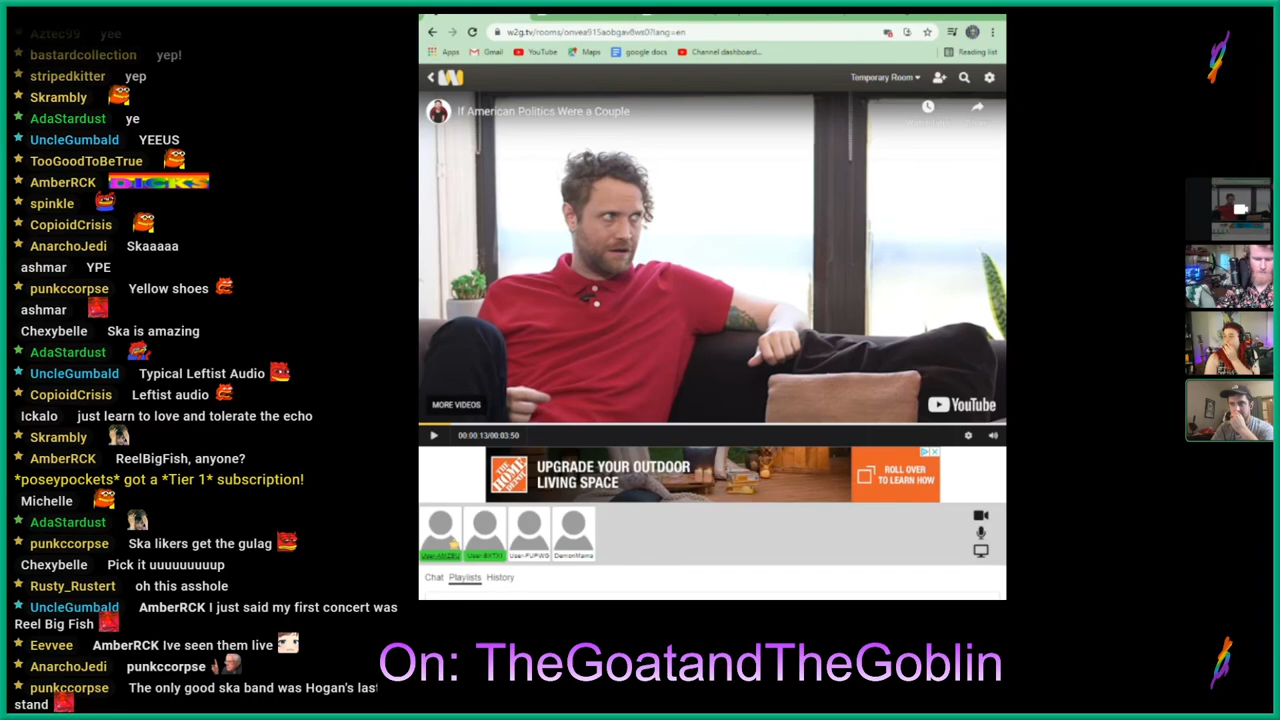 Aztec99 yee
bastardcollection yep!
stripedkitter yep
Skrambly
AdaStardust ye
UncleGumbald YEEUS
TooGoodToBeTrue
AmberRCK DICKS
spinkle
CopioidCrisis
AnarchoJedi Skaaaaa
ashmar YPE
punkccorpse Yellow shoes
ashmar
Chexybelle Ska is amazing
AdaStardust
UncleGumbald Typical Leftist Audio
CopioidCrisis Leftist audio
Ickalo just learn to love and tolerate the echo
Skrambly
AmberRCK ReelBigFish, anyone?
*poseypockets* got a *Tier 1* subscription!
Michelle
AdaStardust
punkccorpse Ska likers get the gulag
Chexybelle Pick it uuuuuuuuup
Rusty_Rustert oh this asshole
UncleGumbald AmberRCK I just said my first concert was
Reel Big Fish
Eevvee AmberRCK Ive seen them live
AnarchoJedi punkccorpse
punkccorpse The only good ska band was Hogan's last
stand
Apps Gmail YouTube Maps google docs Channel dashboard... Reading list
Temporary Room
If American Politics Were a Couple
MORE VIDEOS
YouTube
00:00:13/00:03:50
THE HOME DEPOT
UPGRADE YOUR OUTDOOR
LIVING SPACE
ROLL OVER
TO LEARN HOW
Chat Playlists History
On: TheGoatandTheGoblin